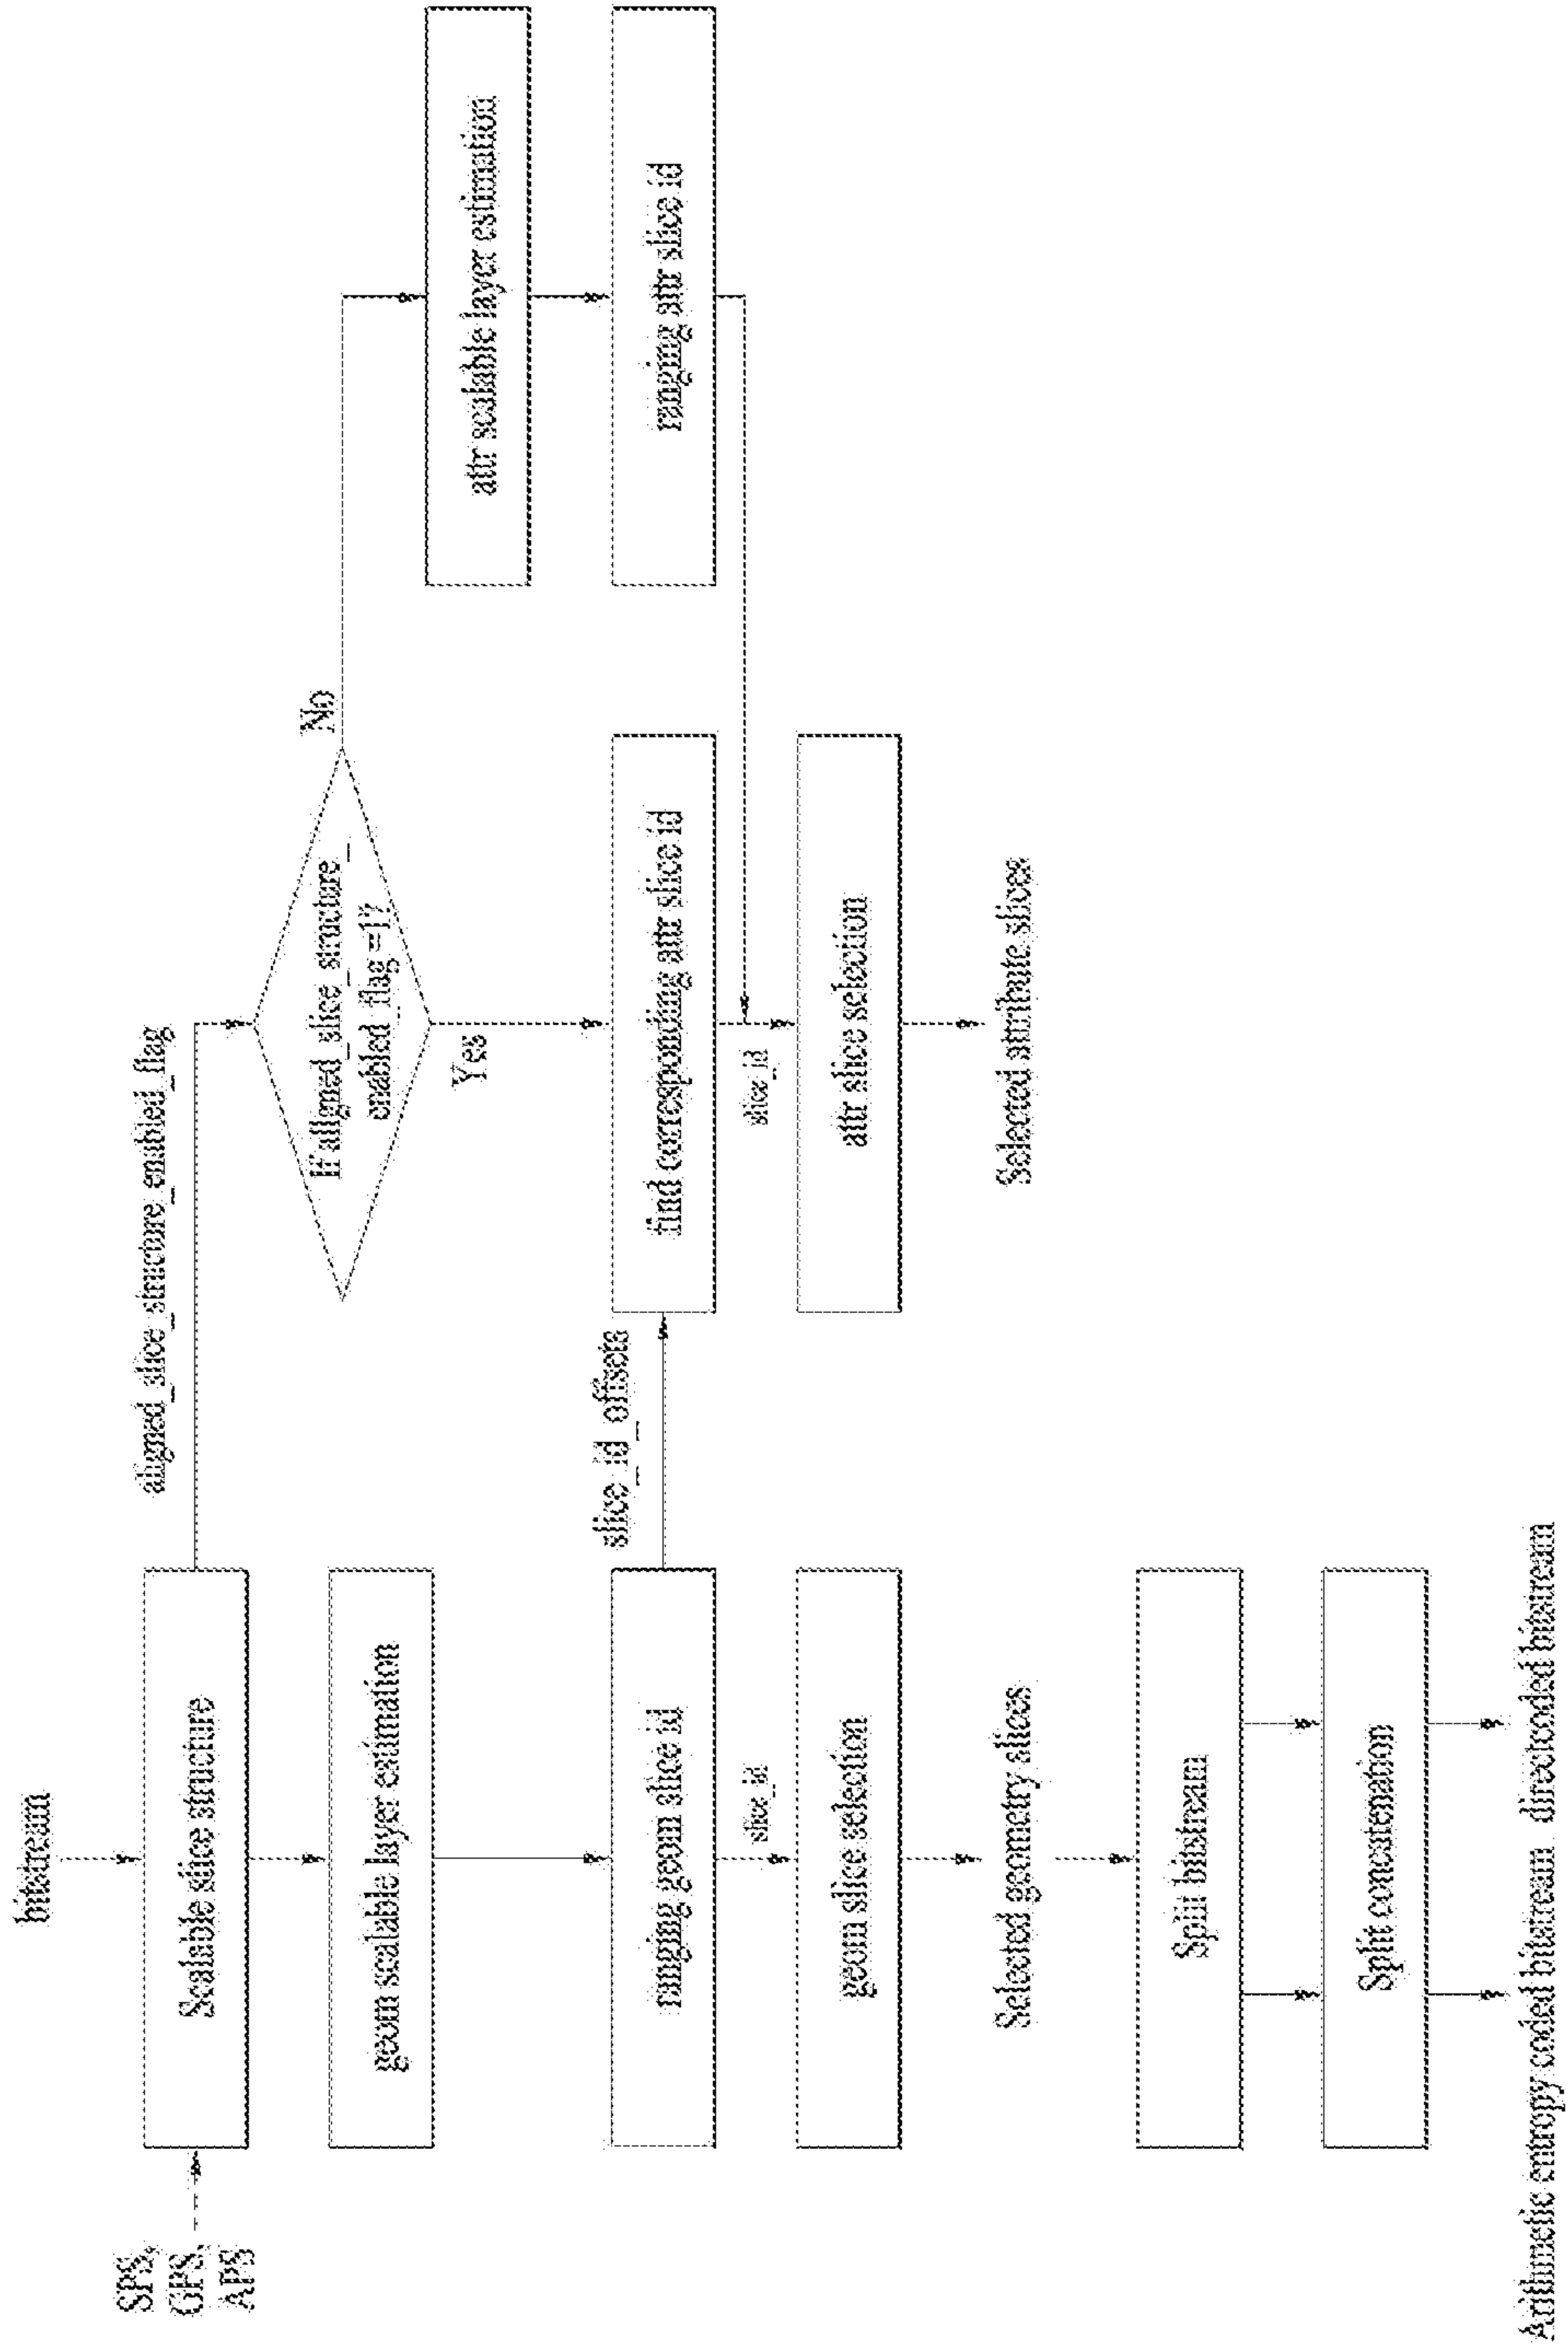 bitstream
SPS,
GPS,
APS
Scalable slice structure
aligned_slice_structure_enabled_flag
geom scalable layer estimation
If aligned_slice_structure_
enabled_flag =1?
No
Yes
attr scalable layer estimation
ranging geom slice id
slice_id_offsets
find corresponding attr slice id
ranging attr slice id
slice_id
slice_id
geom slice selection
attr slice selection
Selected geometry slices
Selected attribute slices
Split bitstream
Split concatenation
Arithmetic entropy coded bitstream
directcoded bitstream